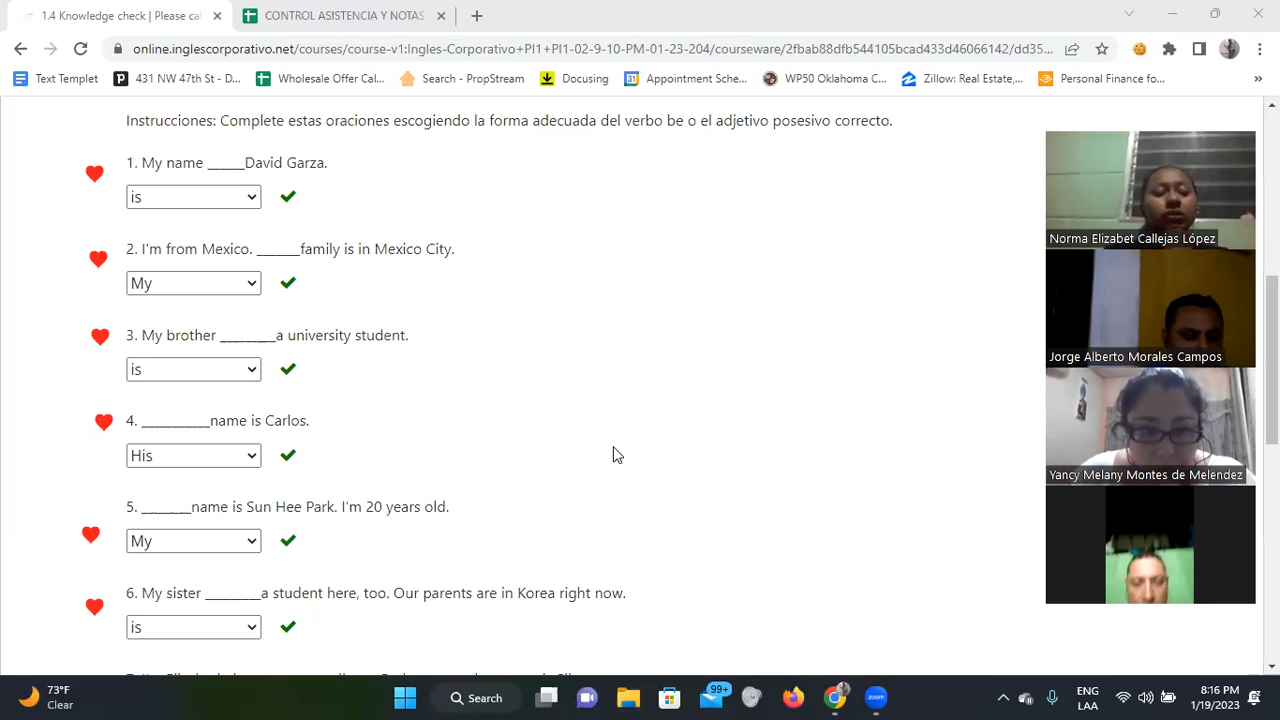 1.4 Knowledge check | Please cal
CONTROL ASISTENCIA Y NOTAS
online.inglescorporativo.net/courses/course-v1:Ingles-Corporativo+PI1+PI1-02-9-10-PM-01-23-204/courseware/2fbab88dfb544105bcad433d46066142/dd35...
Text Templet
431 NW 47th St - D...
Wholesale Offer Cal...
Search - PropStream
Docusing
Appointment Sche...
WP50 Oklahoma C...
Zillow: Real Estate,...
Personal Finance fo...
Instrucciones: Complete estas oraciones escogiendo la forma adecuada del verbo be o el adjetivo posesivo correcto.
1. My name ______David Garza.
is
2. I'm from Mexico. _______family is in Mexico City.
My
3. My brother _________a university student.
is
4. ___________name is Carlos.
His
5. ________name is Sun Hee Park. I'm 20 years old.
My
6. My sister _________a student here, too. Our parents are in Korea right now.
is
Norma Elizabet Callejas López
Jorge Alberto Morales Campos
Yancy Melany Montes de Melendez
73°F
Clear
Search
99+
ENG
LAA
8:16 PM
1/19/2023